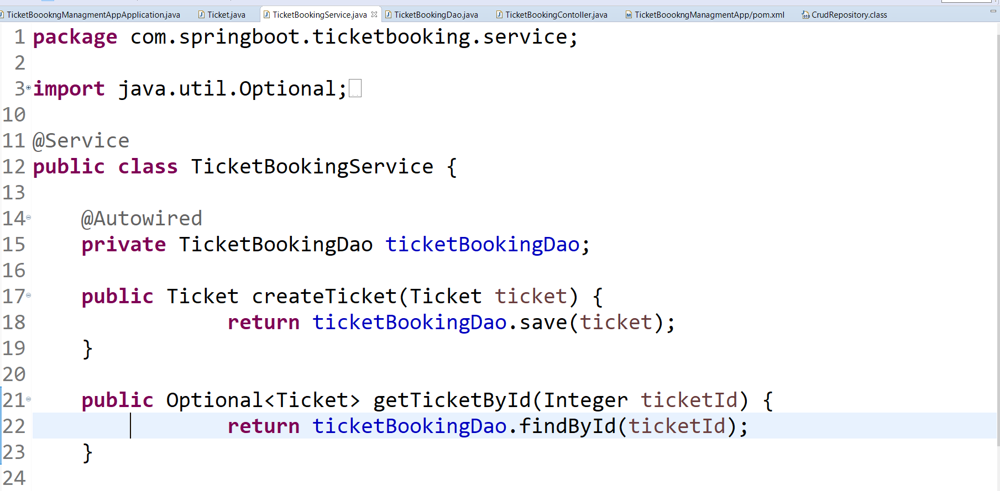 TicketBoookngManagmentAppApplication.java Ticket.java TicketBookingService.java TicketBookingDao.java TicketBookingContoller.java TicketBoookngManagmentApp/pom.xml CrudRepository.class
1 package com.springboot.ticketbooking.service;
2
3 import java.util.Optional;
10
11 @Service
12 public class TicketBookingService {
13
14 @Autowired
15 private TicketBookingDao ticketBookingDao;
16
17 public Ticket createTicket(Ticket ticket) {
18 return ticketBookingDao.save(ticket);
19 }
20
21 public Optional<Ticket> getTicketById(Integer ticketId) {
22 return ticketBookingDao.findById(ticketId);
23 }
24